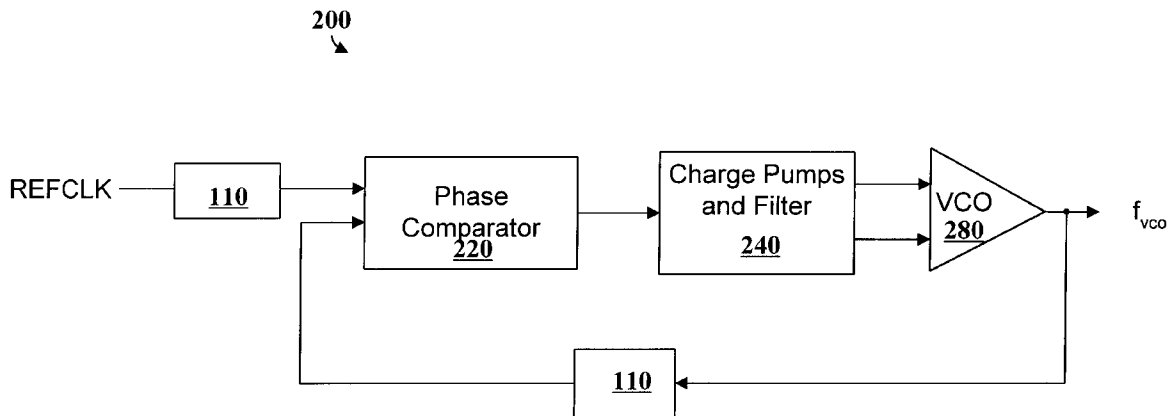 200
REFCLK
110
Phase
Comparator
220
Charge Pumps
and Filter
240
VCO
280
fvco
110